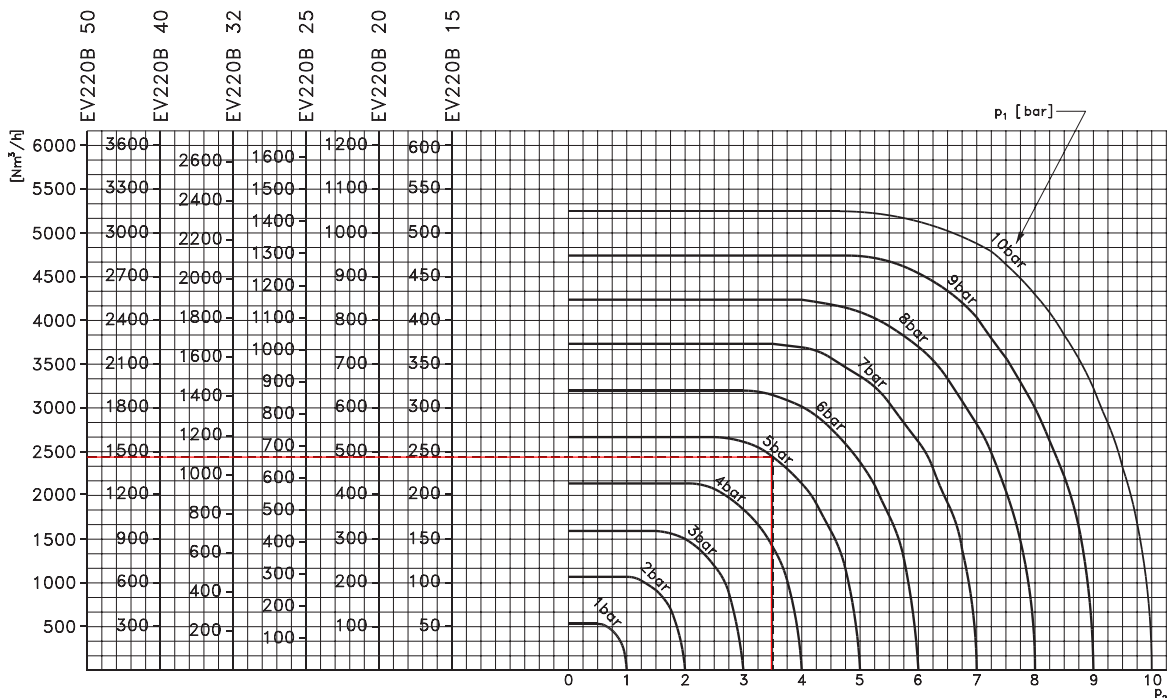 EV220B 50
EV220B 40
EV220B 32
EV220B 25
EV220B 20
EV220B 15
[Nm³/h]
p₁ [bar]
6000 3600 2600 1600 1200 600
5500 3300 2400 1500 1100 550
5000 3000 2200 1400 1000 500
4500 2700 2000 1300 900 450
4000 2400 1800 1200 800 400
3500 2100 1600 1100 700 350
3000 1800 1400 1000 600 300
2500 1500 1200 900 500 250
2000 1200 1000 800 400 200
1500 900 800 700 300 150
1000 600 600 600 200 100
500 300 400 500 100 50
200 400
300
200
100
10bar
9bar
8bar
7bar
6bar
5bar
4bar
3bar
2bar
1bar
0 1 2 3 4 5 6 7 8 9 10